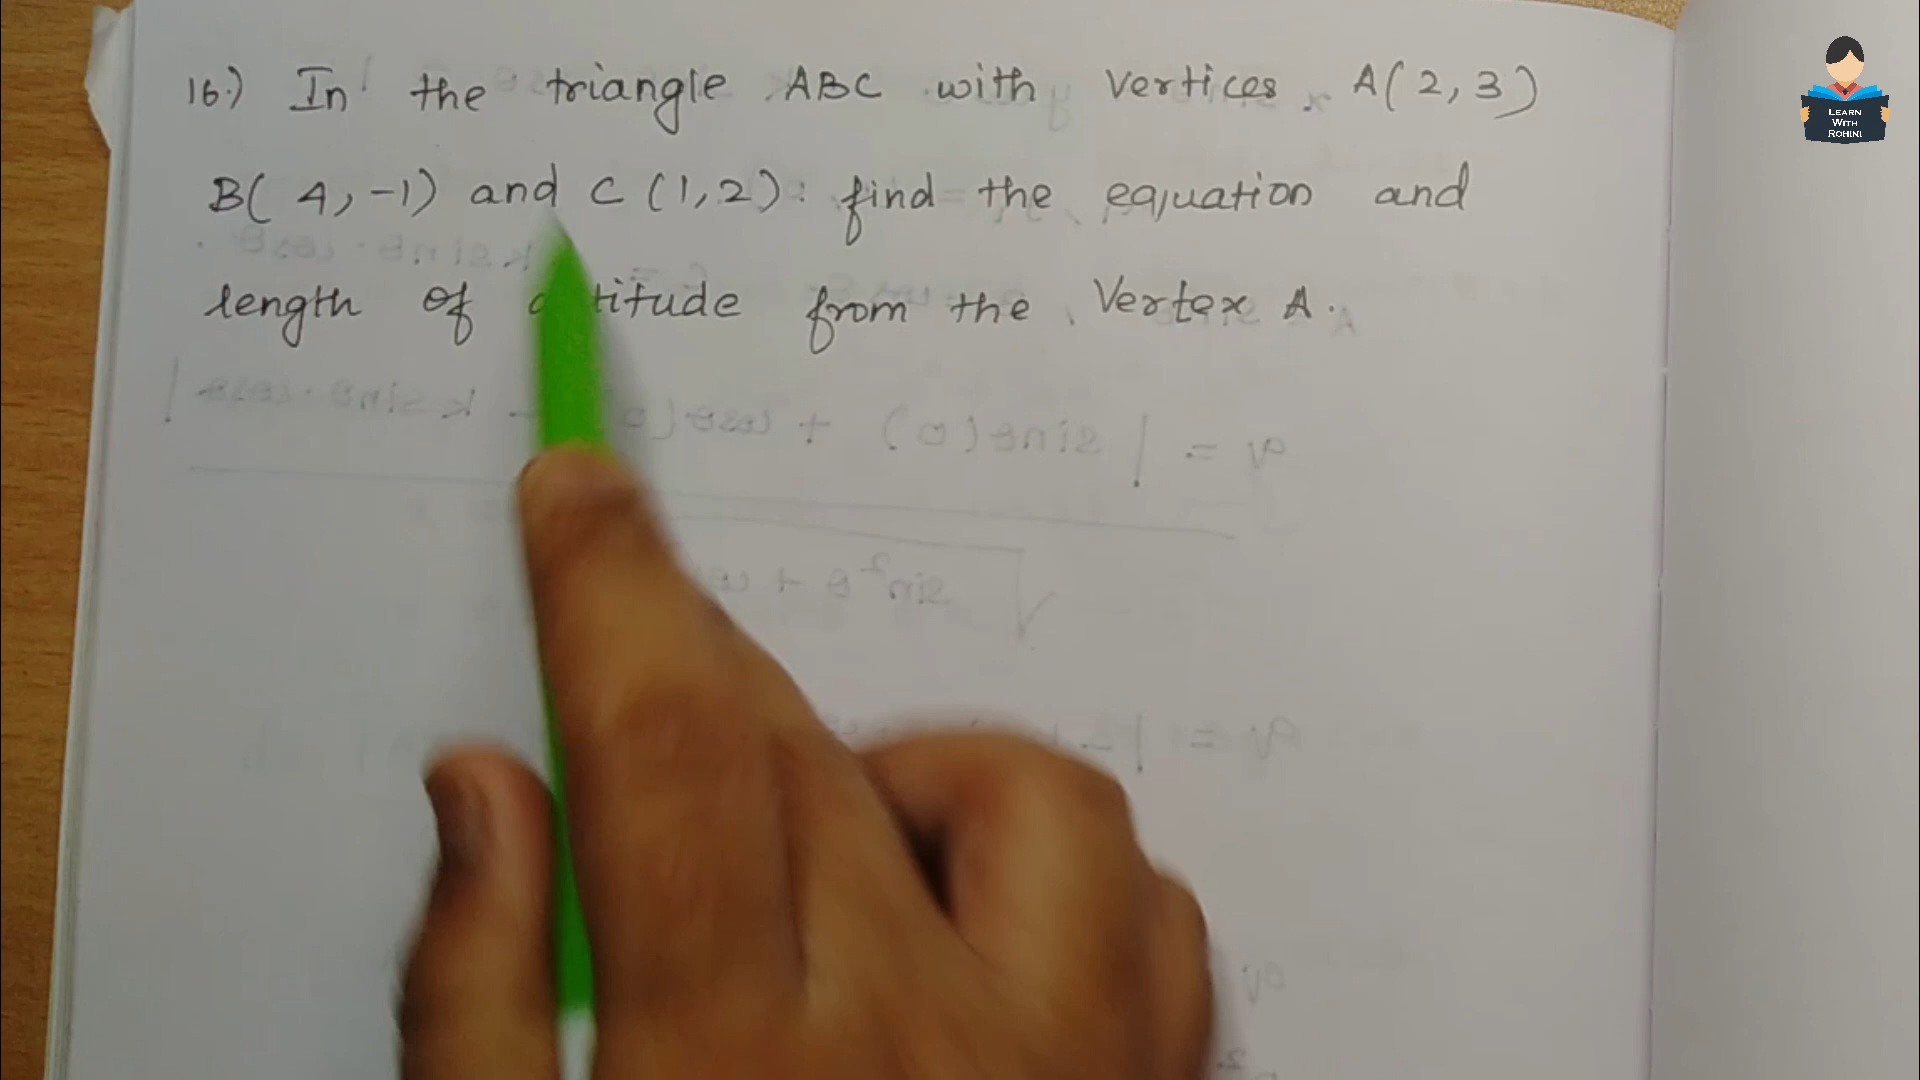 16.) In the triangle ABC with vertices A(2,3)
B(4,-1) and C(1,2). find the equation and
length of altitude from the Vertex A.
LEARN
WITH
ROHINI